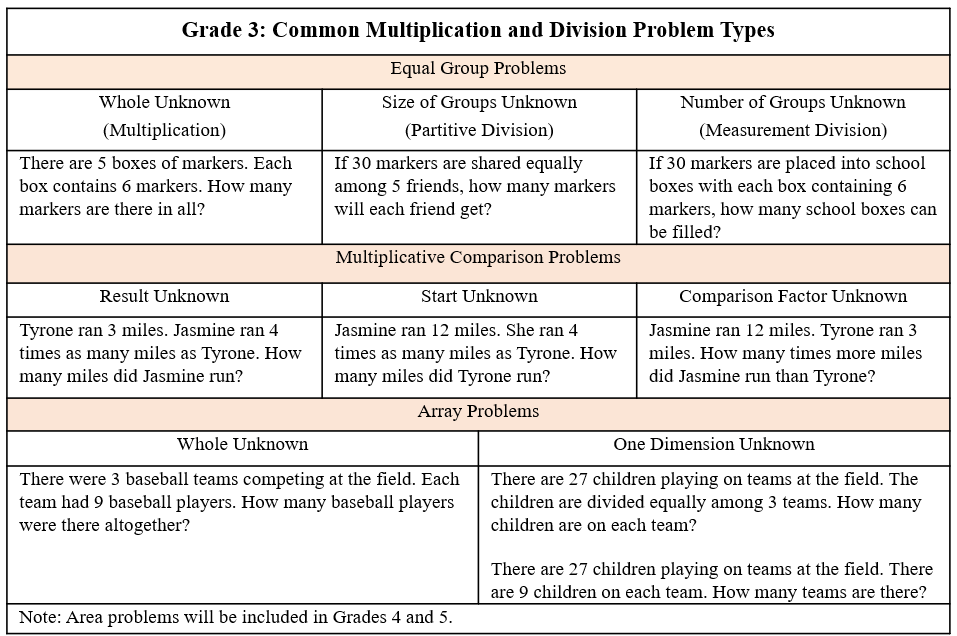 Grade 3: Common Multiplication and Division Problem Types
Equal Group Problems
Whole Unknown
(Multiplication)
Size of Groups Unknown
(Partitive Division)
Number of Groups Unknown
(Measurement Division)
There are 5 boxes of markers. Each
box contains 6 markers. How many
markers are there in all?
If 30 markers are shared equally
among 5 friends, how many markers
will each friend get?
If 30 markers are placed into school
boxes with each box containing 6
markers, how many school boxes can
be filled?
Multiplicative Comparison Problems
Result Unknown
Start Unknown
Comparison Factor Unknown
Tyrone ran 3 miles. Jasmine ran 4
times as many miles as Tyrone. How
many miles did Jasmine run?
Jasmine ran 12 miles. She ran 4
times as many miles as Tyrone. How
many miles did Tyrone run?
Jasmine ran 12 miles. Tyrone ran 3
miles. How many times more miles
did Jasmine run than Tyrone?
Array Problems
Whole Unknown
One Dimension Unknown
There were 3 baseball teams competing at the field. Each
team had 9 baseball players. How many baseball players
were there altogether?
There are 27 children playing on teams at the field. The
children are divided equally among 3 teams. How many
children are on each team?
There are 27 children playing on teams at the field. There
are 9 children on each team. How many teams are there?
Note: Area problems will be included in Grades 4 and 5.